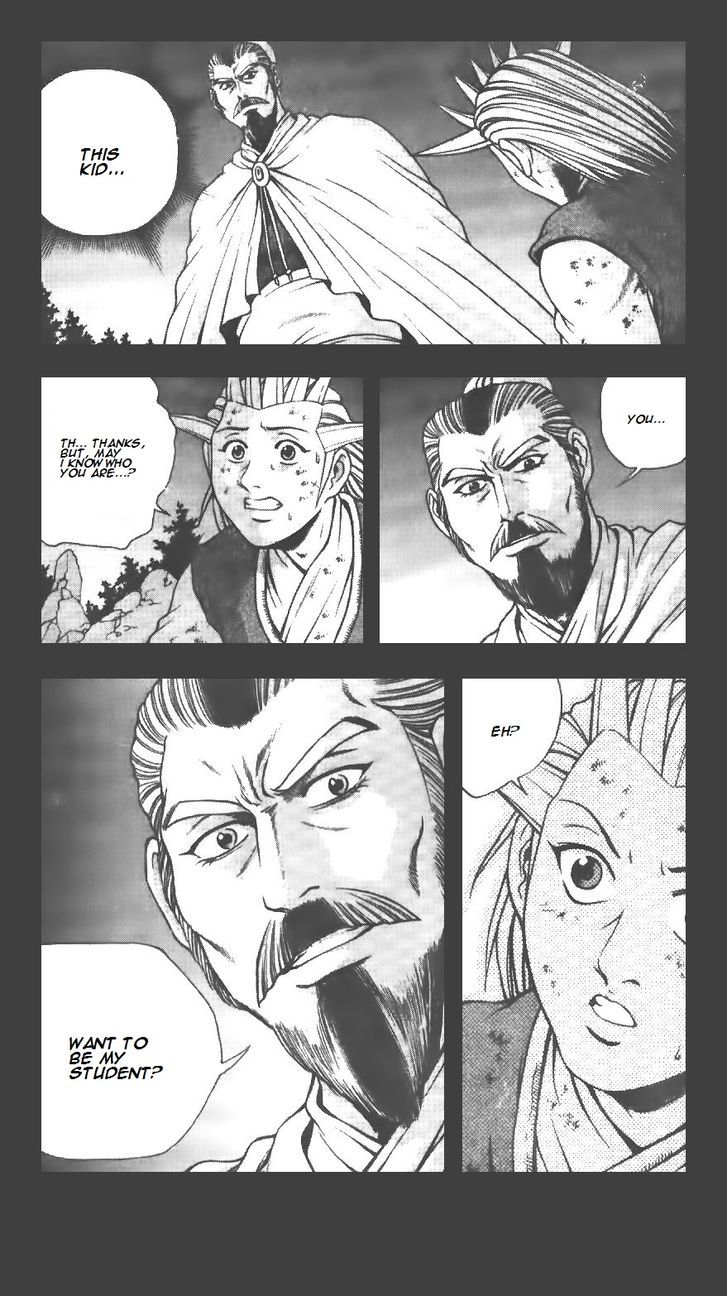 THIS
KID...
TH... THANKS,
BUT, MAY
I KNOW WHO
YOU ARE...?
YOU...
WANT TO
BE MY
STUDENT?
EH?